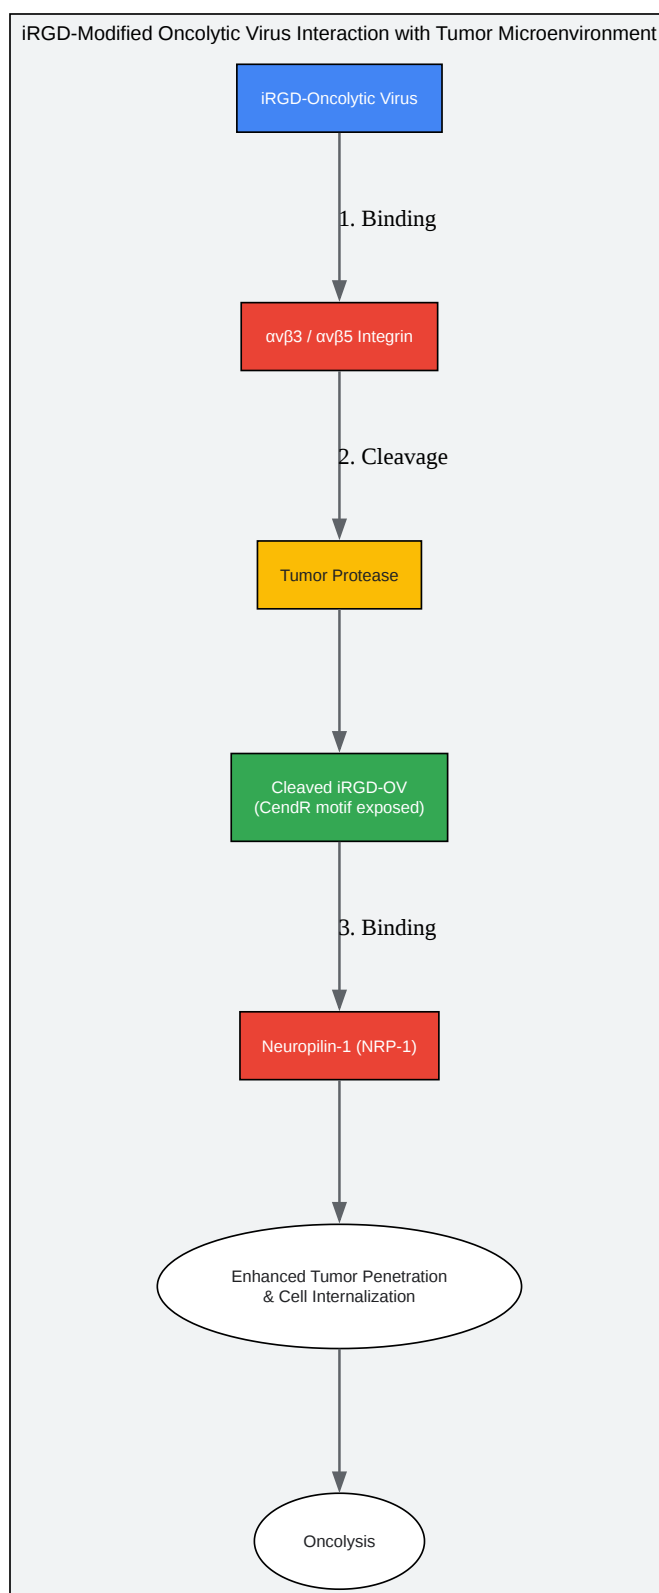 iRGD-Modified Oncolytic Virus Interaction with Tumor Microenvironment
iRGD-Oncolytic Virus
1. Binding
αvβ3 / αvβ5 Integrin
2. Cleavage
Tumor Protease
Cleaved iRGD-OV
(CendR motif exposed)
3. Binding
Neuropilin-1 (NRP-1)
Enhanced Tumor Penetration
& Cell Internalization
Oncolysis